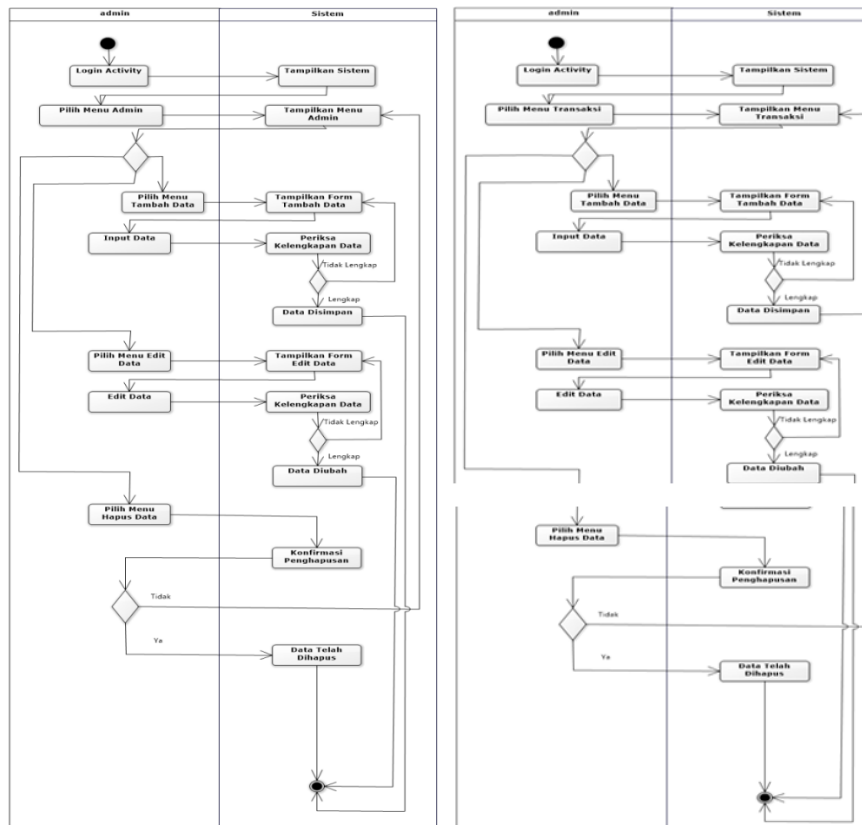 admin
Sistem
Login Activity
Tampilkan Sistem
Pilih Menu Admin
Tampilkan Menu
Admin
Pilih Menu
Tambah Data
Tampilkan Form
Tambah Data
Input Data
Periksa
Kelengkapan Data
Tidak Lengkap
Lengkap
Data Disimpan
Pilih Menu Edit
Data
Tampilkan Form
Edit Data
Edit Data
Periksa
Kelengkapan Data
Tidak Lengkap
Lengkap
Data Diubah
Pilih Menu
Hapus Data
Konfirmasi
Penghapusan
Tidak
Ya
Data Telah
Dihapus
admin
Sistem
Login Activity
Tampilkan Sistem
Pilih Menu Transaksi
Tampilkan Menu
Transaksi
Pilih Menu
Tambah Data
Tampilkan Form
Tambah Data
Input Data
Periksa
Kelengkapan Data
Tidak Lengkap
Lengkap
Data Disimpan
Pilih Menu Edit
Data
Tampilkan Form
Edit Data
Edit Data
Periksa
Kelengkapan Data
Tidak Lengkap
Lengkap
Data Diubah
Pilih Menu
Hapus Data
Konfirmasi
Penghapusan
Tidak
Ya
Data Telah
Dihapus